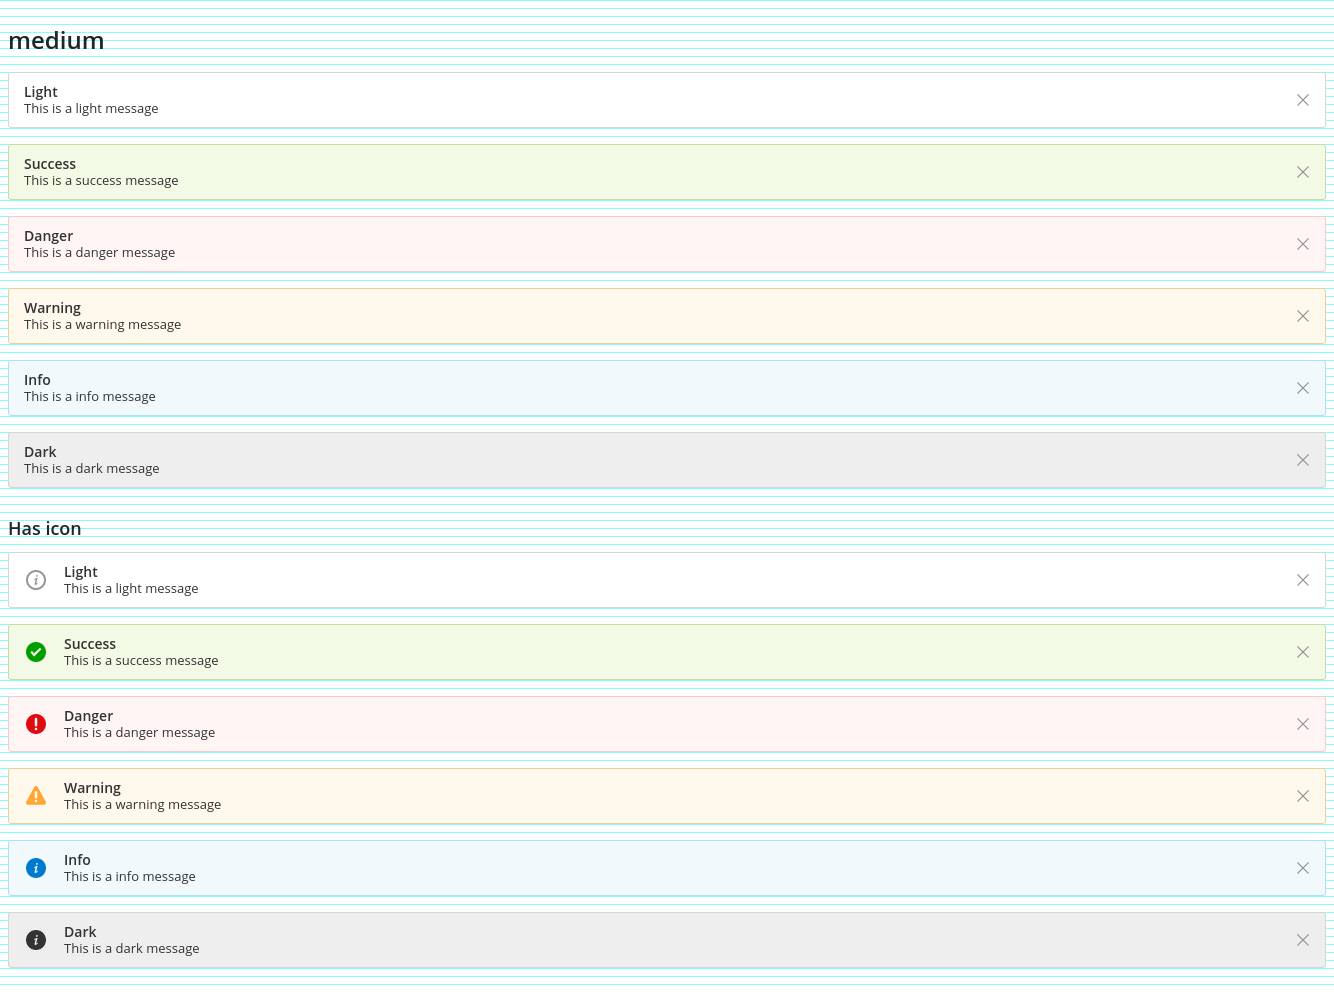 medium
Light
This is a light message
Success
This is a success message
Danger
This is a danger message
Warning
This is a warning message
Info
This is a info message
Dark
This is a dark message
Has icon
Light
This is a light message
Success
This is a success message
Danger
This is a danger message
Warning
This is a warning message
Info
This is a info message
Dark
This is a dark message